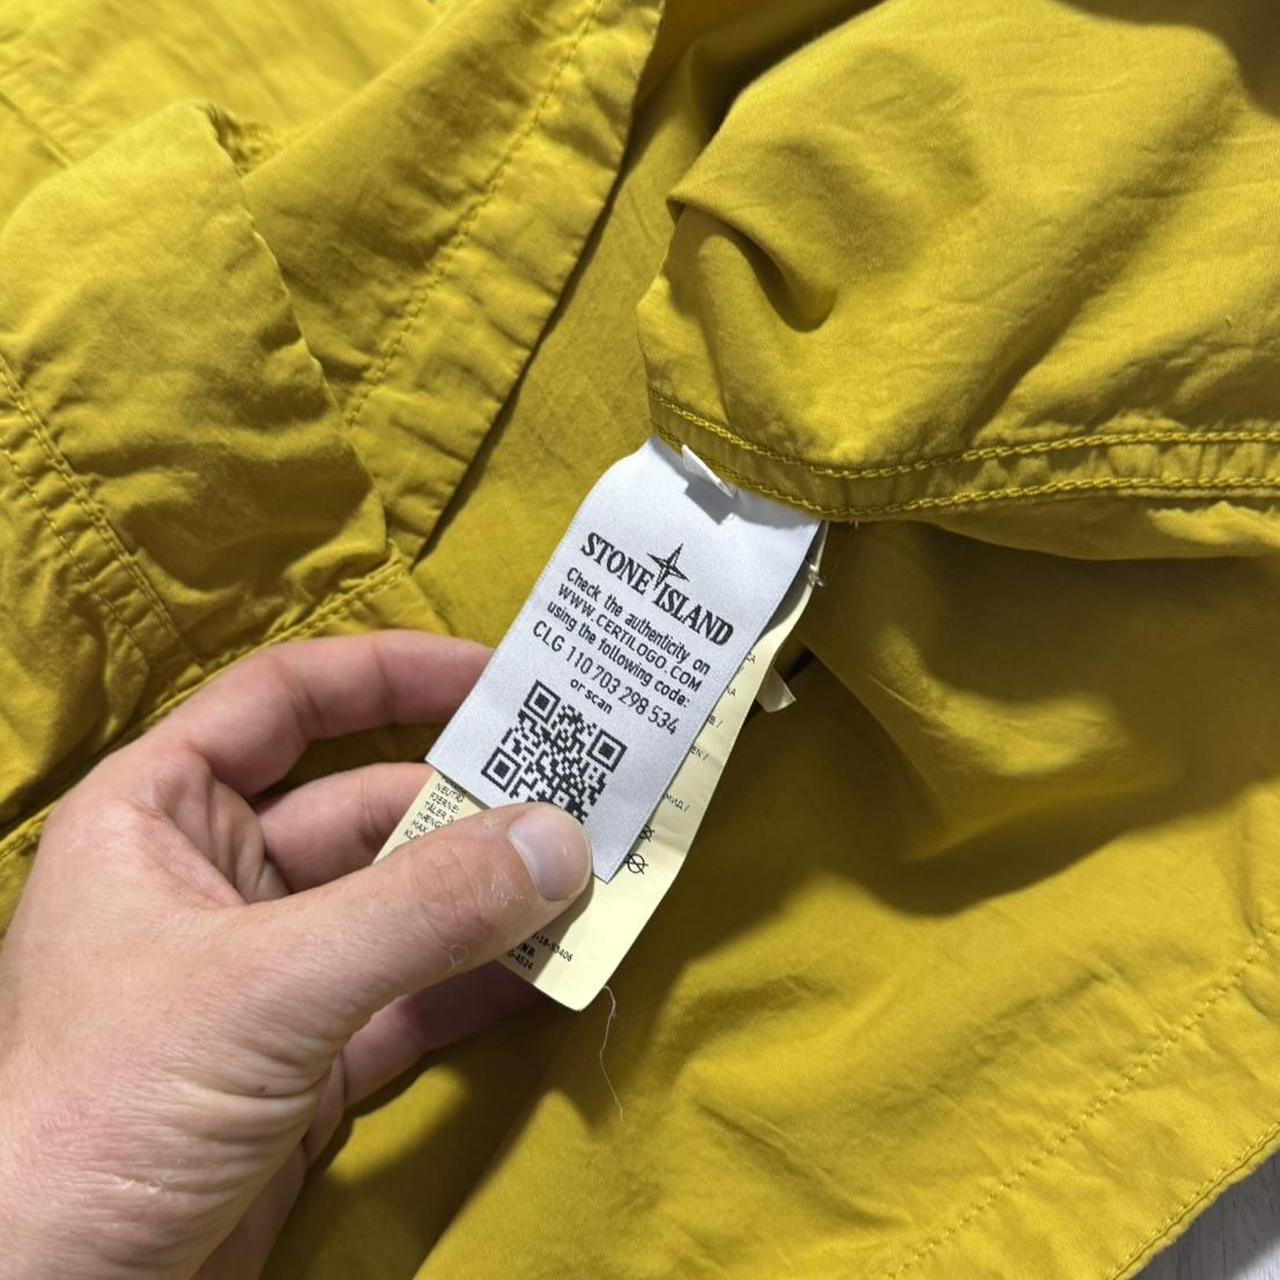 STONE ISLAND
Check the authenticity on
WWW.CERTILOGO.COM
using the following code:
CLG 110 703 298 534
or scan
MAX